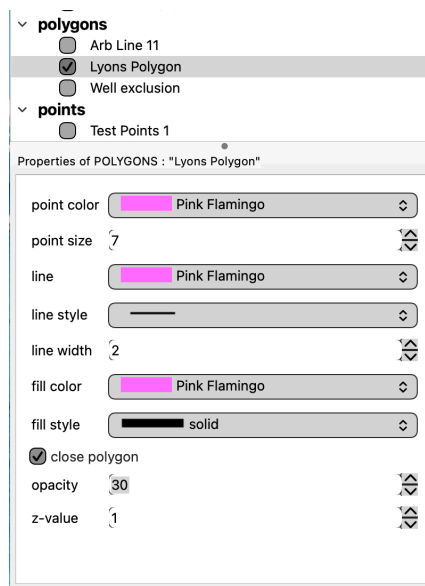 polygons
Arb Line 11
Lyons Polygon
Well exclusion
points
Test Points 1
Properties of POLYGONS : "Lyons Polygon"
point color Pink Flamingo
point size 7
line Pink Flamingo
line style
line width 2
fill color Pink Flamingo
fill style solid
close polygon
opacity 30
z-value 1